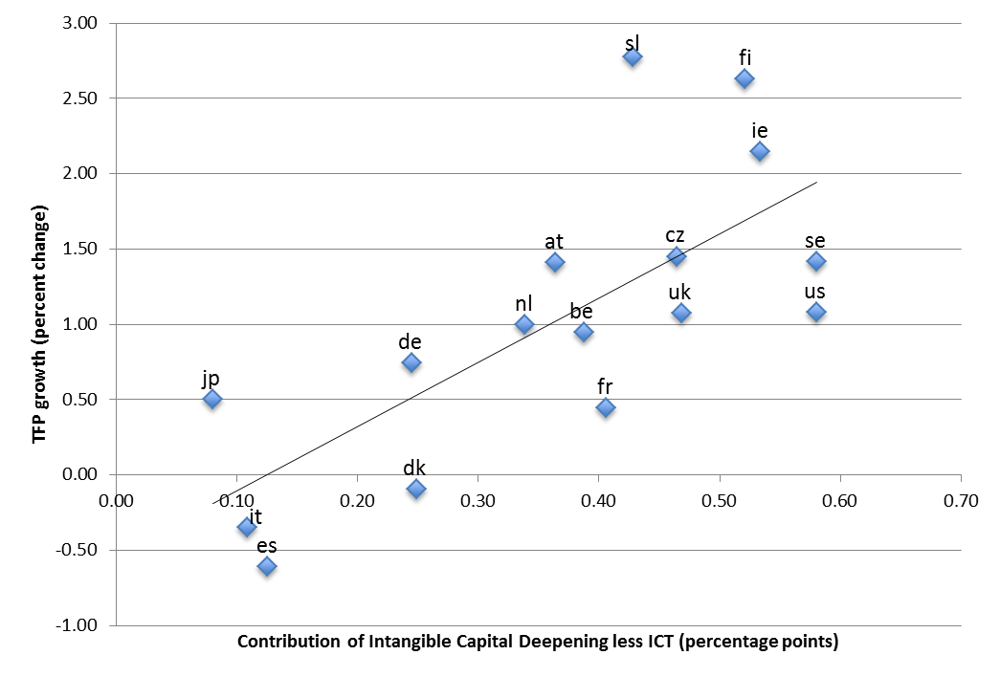 3.00
2.50
2.00
1.50
1.00
0.50
0.00
-0.50
-1.00
TFP growth (percent change)
sl
fi
ie
at
cz
se
nl
be
uk
us
de
jp
fr
dk
it
es
0.00 0.10 0.20 0.30 0.40 0.50 0.60 0.70
Contribution of Intangible Capital Deepening less ICT (percentage points)